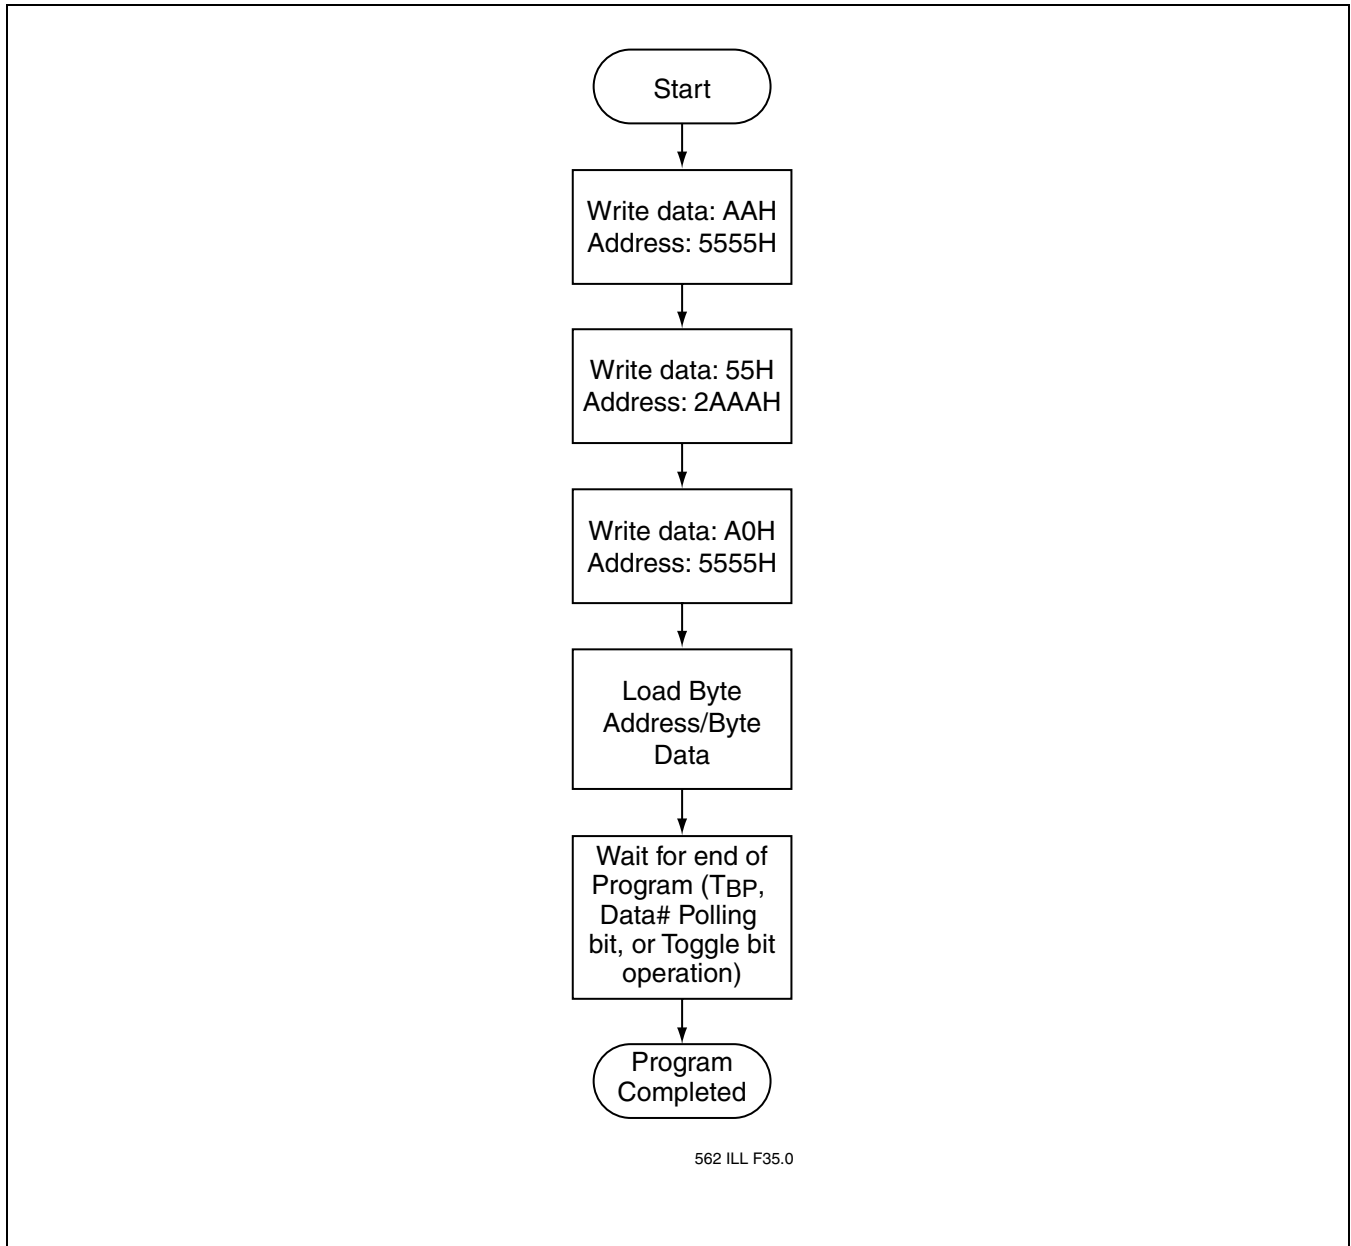 Start
Write data: AAH
Address: 5555H
Write data: 55H
Address: 2AAAH
Write data: A0H
Address: 5555H
Load Byte
Address/Byte
Data
Wait for end of
Program (TBP,
Data# Polling
bit, or Toggle bit
operation)
Program
Completed
562 ILL F35.0